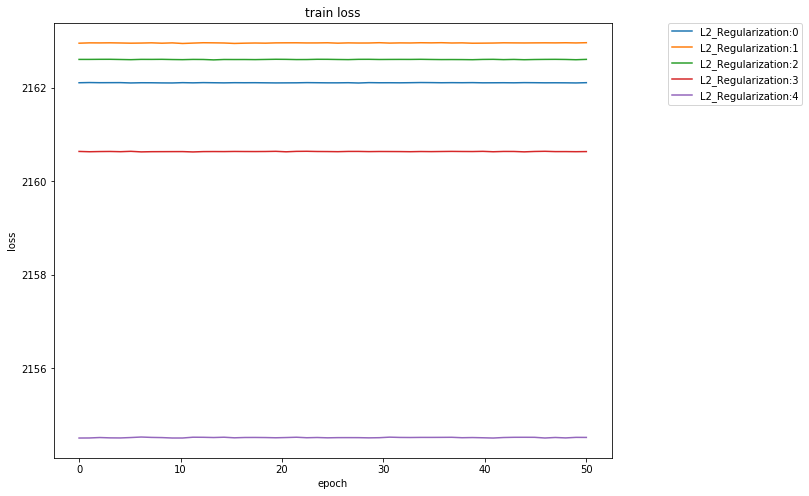 train loss
L2_Regularization:0
L2_Regularization:1
L2_Regularization:2
L2_Regularization:3
L2_Regularization:4
2162
2160
2158
2156
loss
0 10 20 30 40 50
epoch